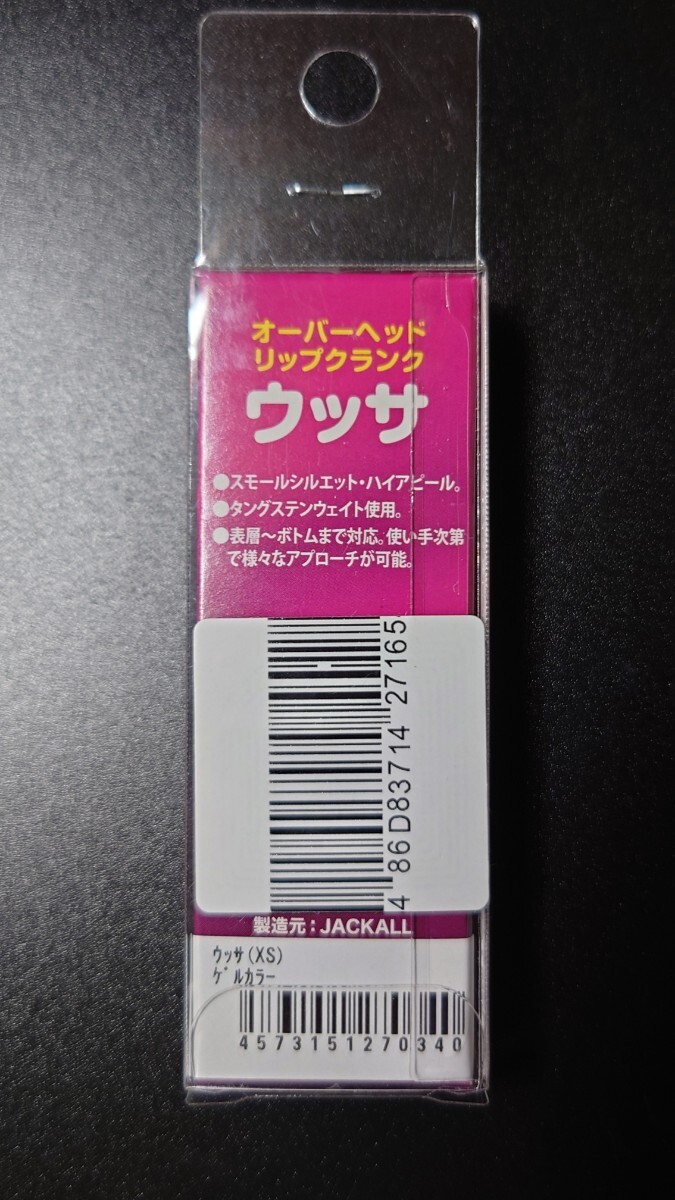 オーバーヘッド
リップクランク
ウッサ
●スモールシルエット・ハイアピール。
●タングステンウェイト使用。
●表層〜ボトムまで対応。使い手次第
で様々なアプローチが可能。
4 86D83714 27165
製造元：JACKALL
ウッサ(XS)
ゲルカラー
4573151270340